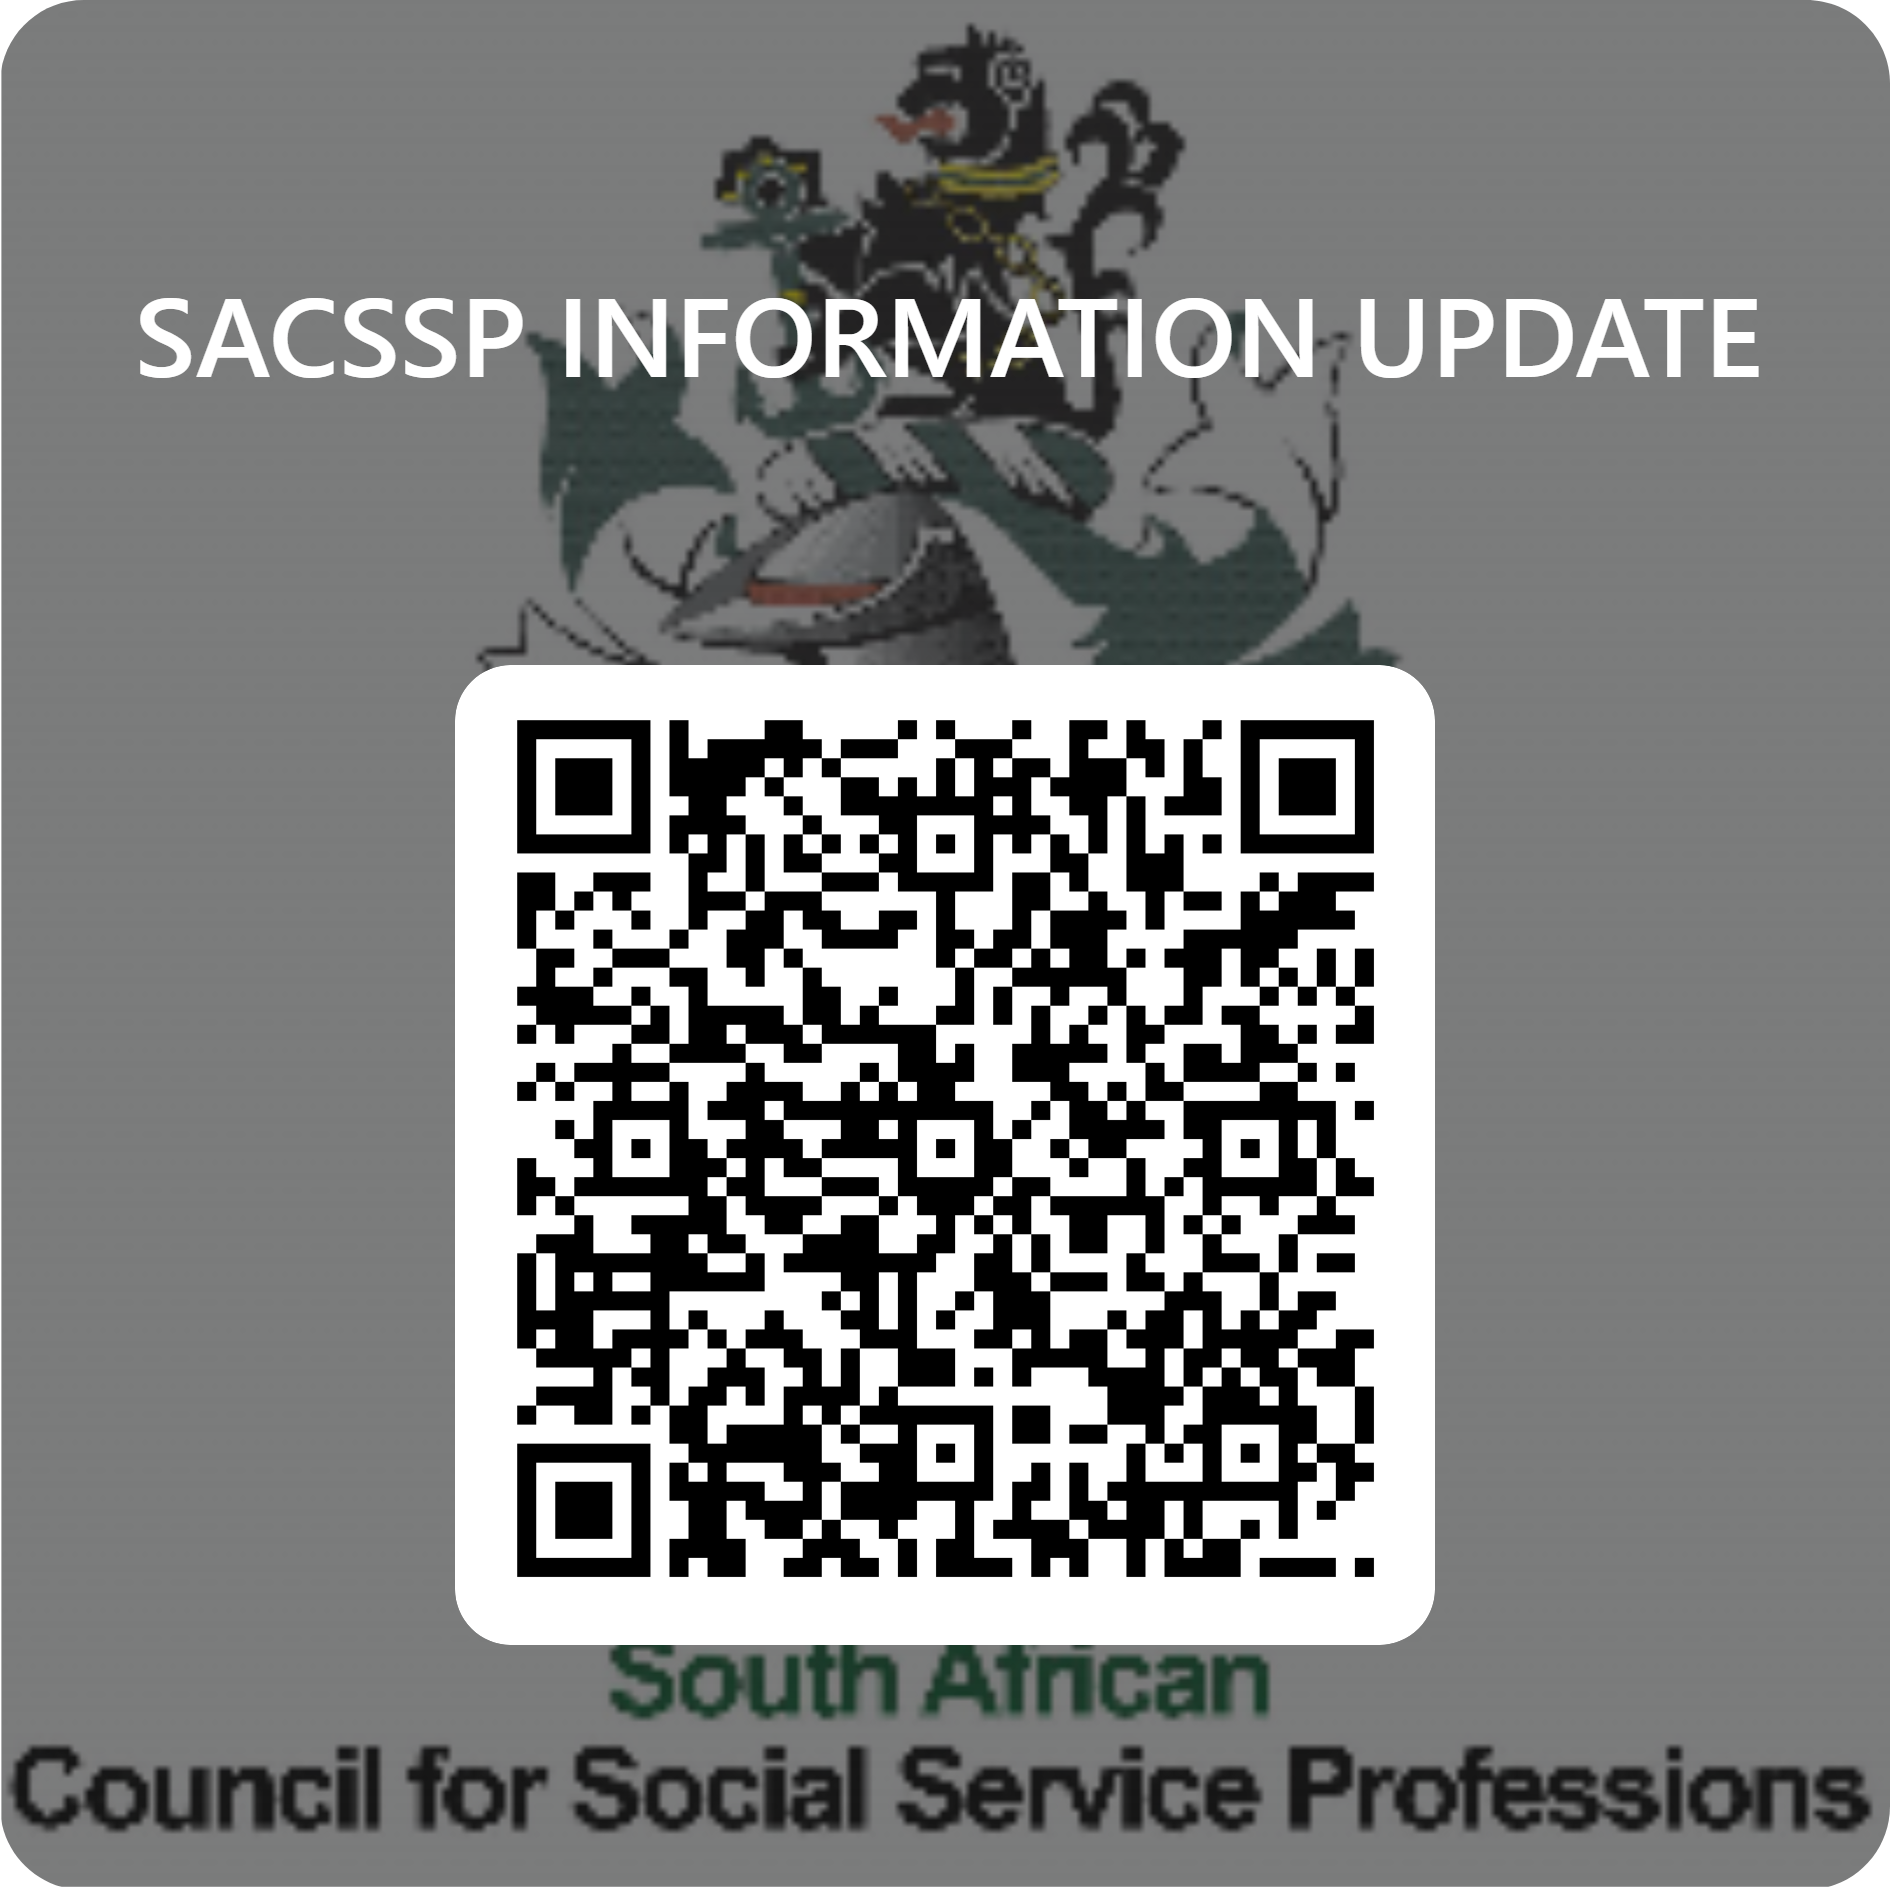 SACSSP INFORMATION UPDATE
South African
Council for Social Service Professions